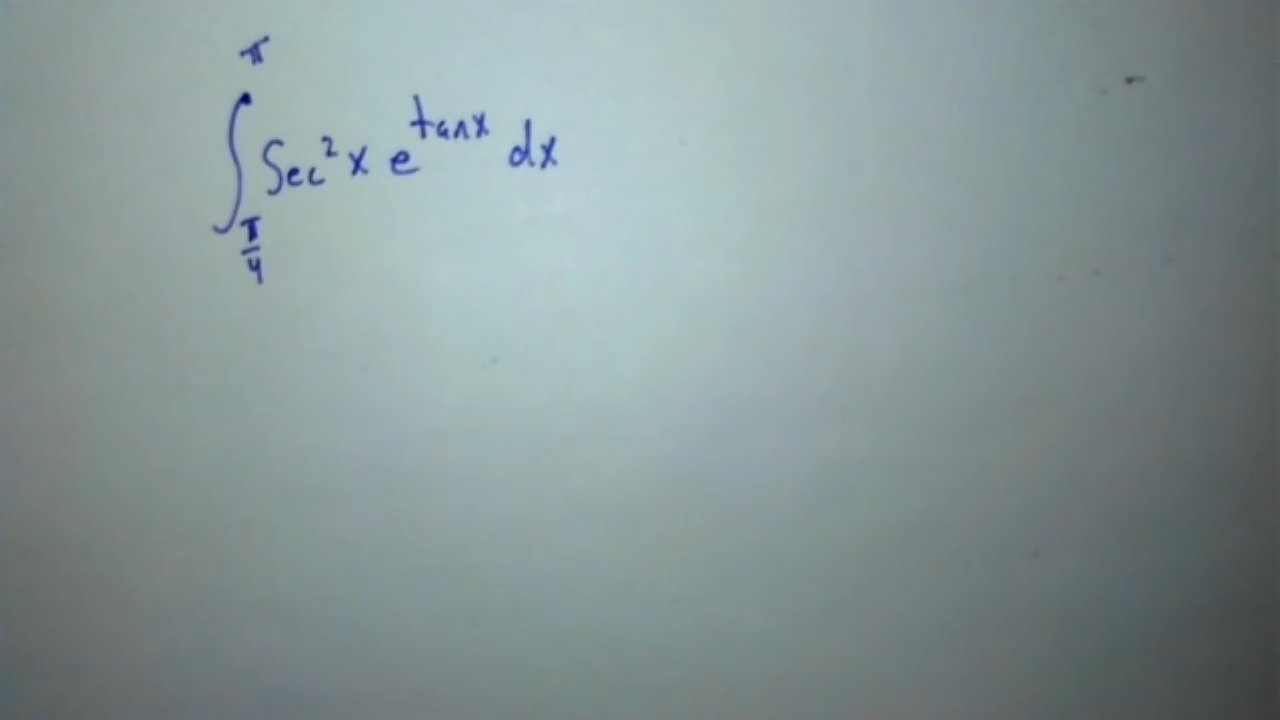 ∫_{π/4}^{π} Sec²x e^{tanx} dx